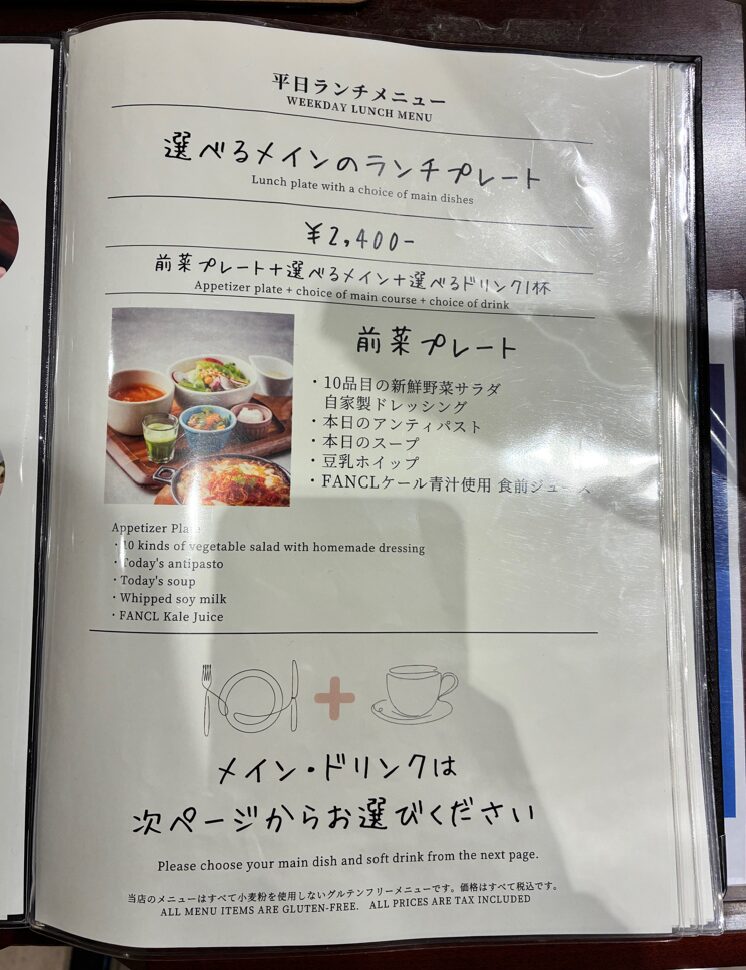 平日ランチメニュー
WEEKDAY LUNCH MENU
選べるメインのランチプレート
Lunch plate with a choice of main dishes
¥2,400-
前菜プレート+選べるメイン+選べるドリンク1杯
Appetizer plate + choice of main course + choice of drink
前菜プレート
・10品目の新鮮野菜サラダ
自家製ドレッシング
・本日のアンティパスト
・本日のスープ
・豆乳ホイップ
・FANCLケール青汁使用 食前ジュース
Appetizer Plate
・10 kinds of vegetable salad with homemade dressing
・Today's antipasto
・Today's soup
・Whipped soy milk
・FANCL Kale Juice
メイン・ドリンクは
次ページからお選びください
Please choose your main dish and soft drink from the next page.
当店のメニューはすべて小麦粉を使用しないグルテンフリーメニューです。価格はすべて税込です。
ALL MENU ITEMS ARE GLUTEN-FREE. ALL PRICES ARE TAX INCLUDED